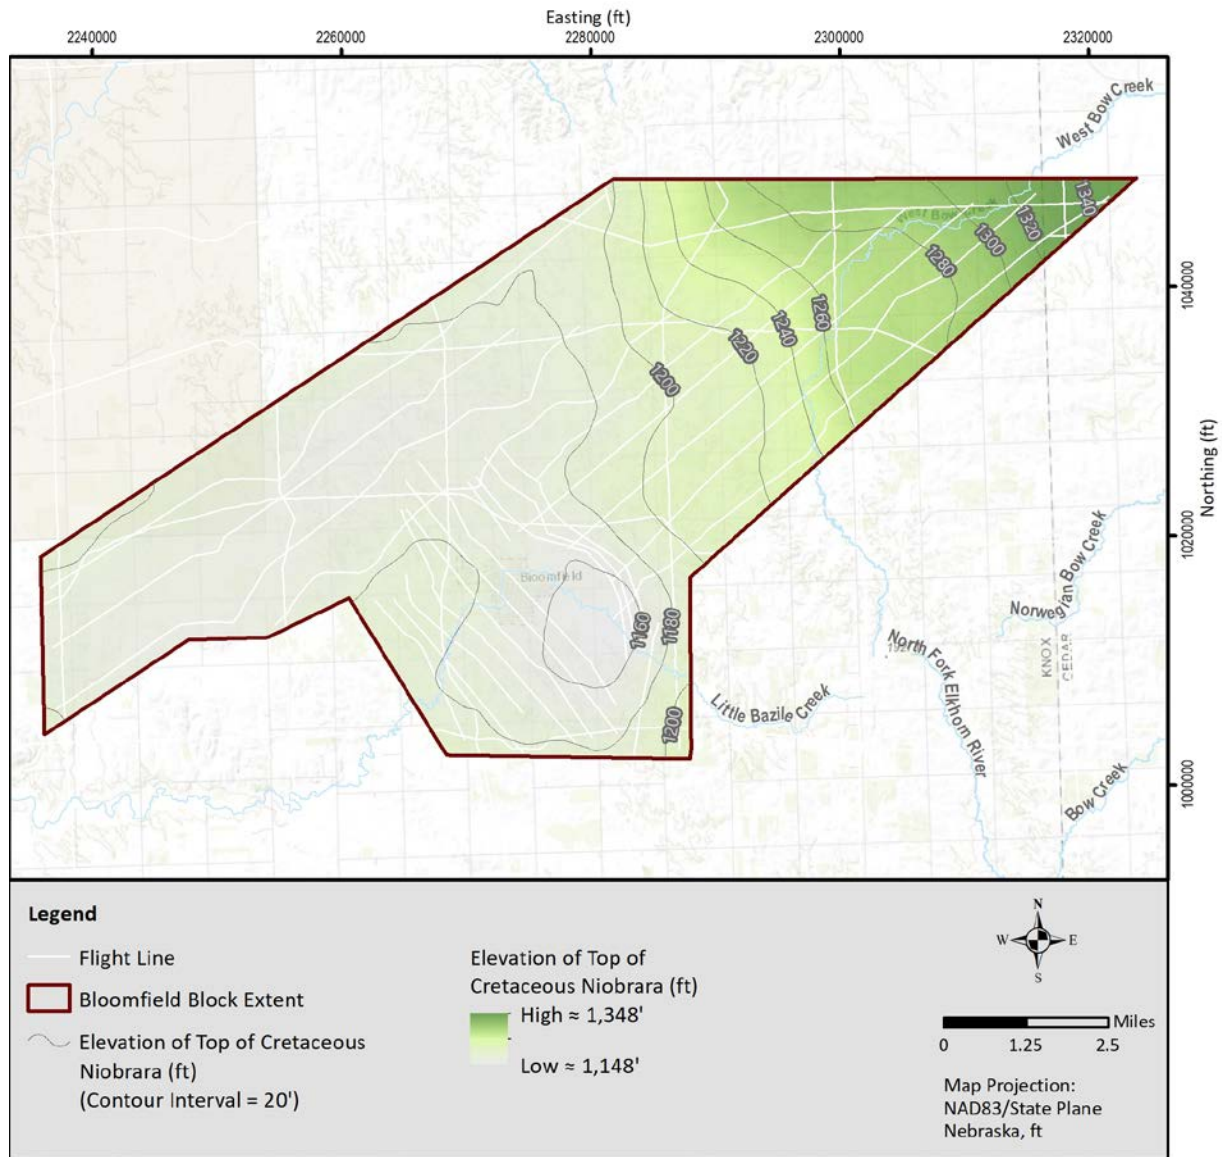 Easting (ft)
2240000
2260000
2280000
2300000
2320000
West Bow Creek
West Bow Creek
1340
1320
1300
1280
1260
1240
1220
1200
1040000
Northing (ft)
1020000
Bloomfield
1160
1180
1200
Norwegian Bow Creek
KNOX
CEDAR
North Fork Elkhorn River
Little Bazile Creek
Bow Creek
1000000
Legend
Flight Line
Bloomfield Block Extent
Elevation of Top of Cretaceous
Niobrara (ft)
(Contour Interval = 20')
Elevation of Top of
Cretaceous Niobrara (ft)
High ≈ 1,348'
Low ≈ 1,148'
N
W
E
S
Miles
0
1.25
2.5
Map Projection:
NAD83/State Plane
Nebraska, ft